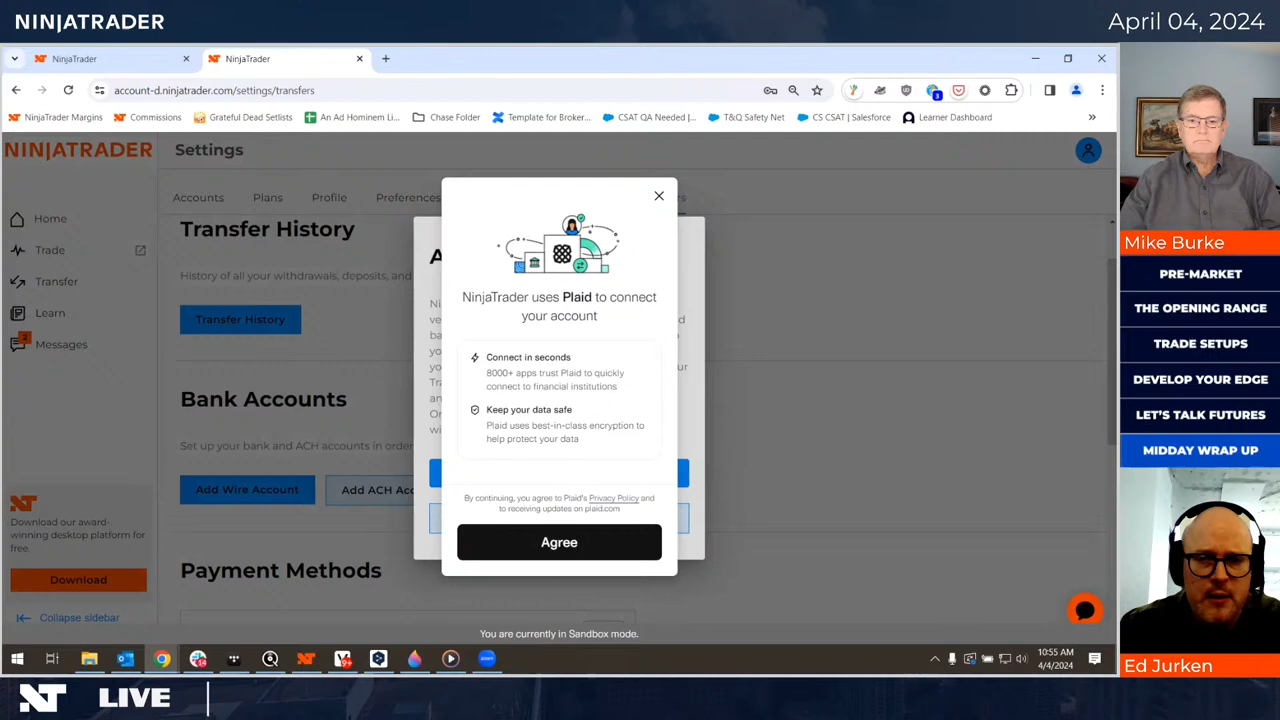 NINJATRADER
April 04, 2024
NinjaTrader
NinjaTrader
account-d.ninjatrader.com/settings/transfers
3
NinjaTrader Margins
Commissions
Grateful Dead Setlists
An Ad Hominem Li...
Chase Folder
Template for Broker...
CSAT QA Needed |...
T&Q Safety Net
CS CSAT | Salesforce
Learner Dashboard
NINJATRADER
Settings
Accounts
Plans
Profile
Preferences
rs
Home
Trade
Transfer
Learn
2
Messages
Transfer History
History of all your withdrawals, deposits, and
Transfer History
Bank Accounts
Set up your bank and ACH accounts in order
Add Wire Account
Add ACH Acc
Payment Methods
NinjaTrader uses Plaid to connect
your account
Connect in seconds
8000+ apps trust Plaid to quickly
connect to financial institutions
Keep your data safe
Plaid uses best-in-class encryption to
help protect your data
By continuing, you agree to Plaid's Privacy Policy and
to receiving updates on plaid.com
Agree
You are currently in Sandbox mode.
Download our award-
winning desktop platform for
free.
Download
Collapse sidebar
zoom
10:55 AM
4/4/2024
Mike Burke
PRE-MARKET
THE OPENING RANGE
TRADE SETUPS
DEVELOP YOUR EDGE
LET'S TALK FUTURES
MIDDAY WRAP UP
Ed Jurken
NT LIVE